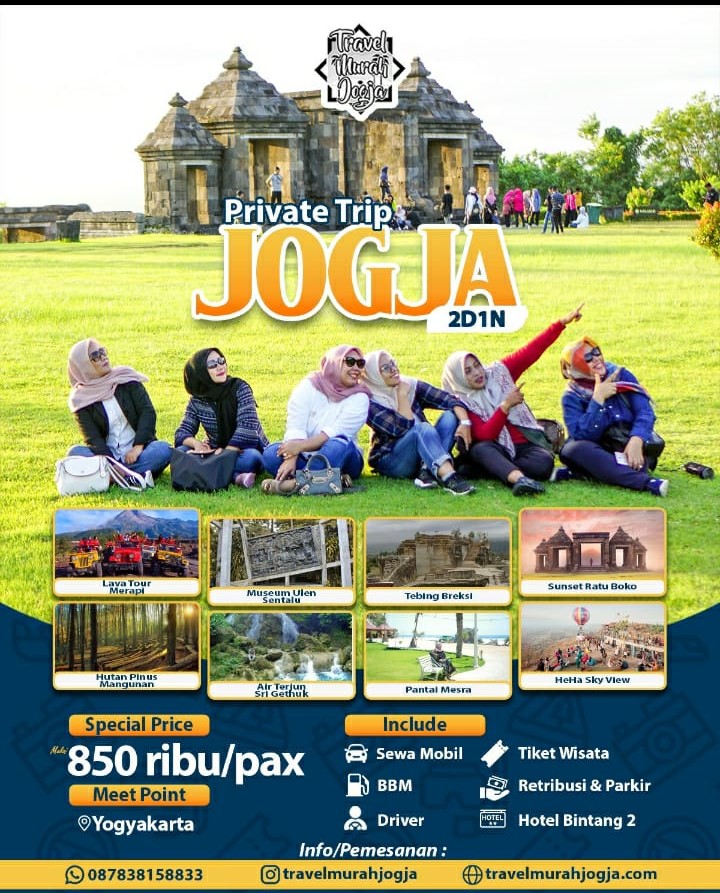 Travel
Murah
Jogja
Private Trip
JOGJA
2D1N
Lava Tour
Merapi
Museum Ulen
Sentalu
Tebing Breksi
Sunset Ratu Boko
Hutan Pinus
Mangunan
Air Terjun
Sri Gethuk
Pantai Mesra
HeHa Sky View
Special Price
Mulai
850 ribu/pax
Meet Point
Yogyakarta
Include
Sewa Mobil
BBM
Driver
Tiket Wisata
Retribusi & Parkir
HOTEL
Hotel Bintang 2
Info/Pemesanan :
087838158833
travelmurahjogja
travelmurahjogja.com